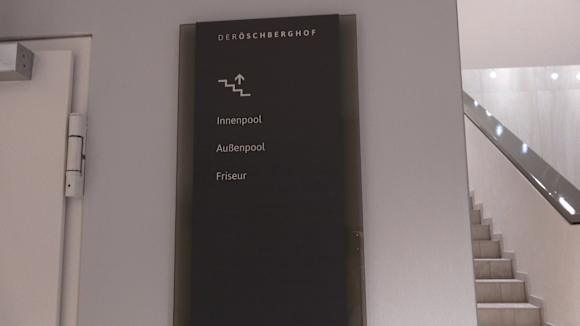 DERÖSCHBERGHOF
Innenpool
Außenpool
Friseur